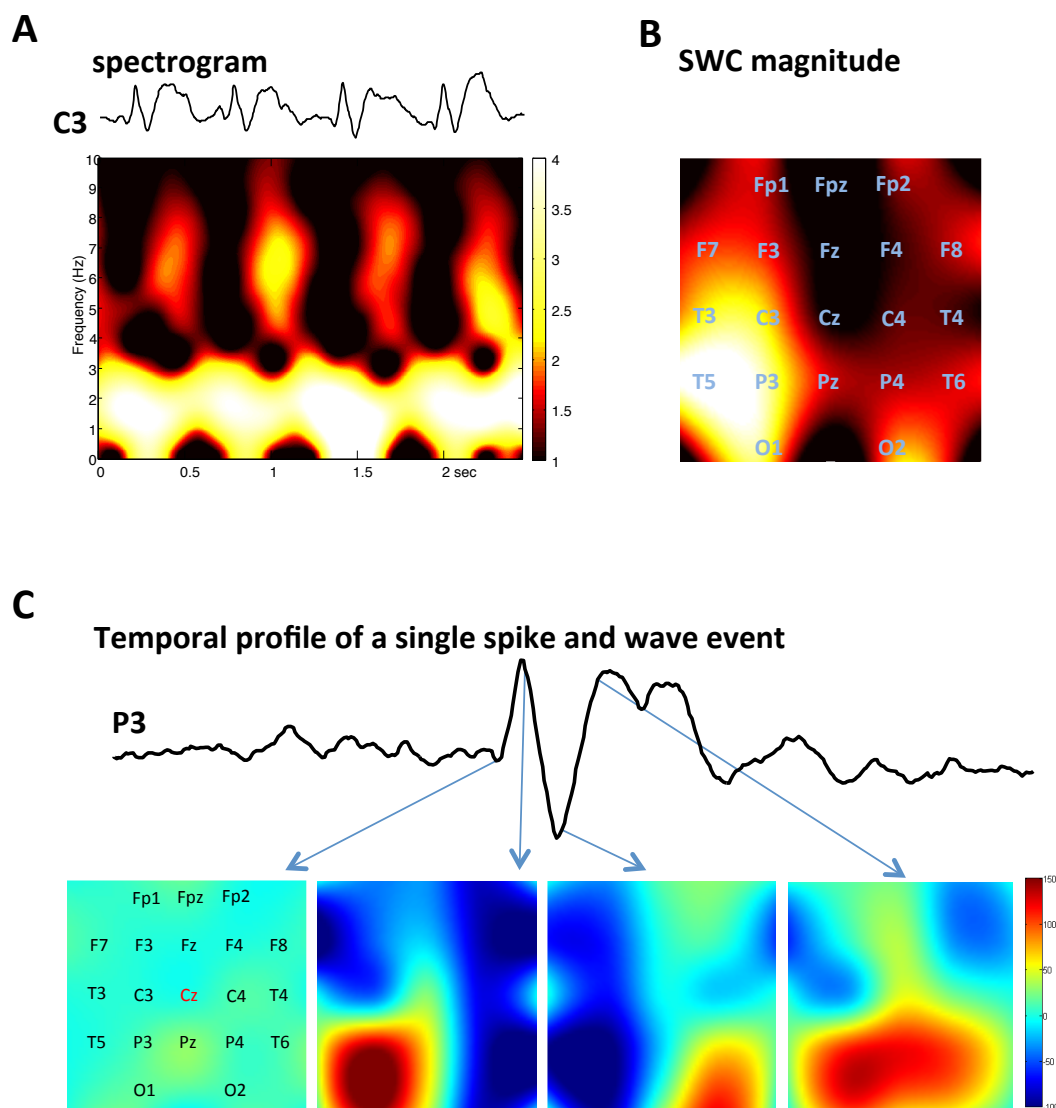 A
spectrogram
C3
Frequency (Hz)
10
9
8
7
6
5
4
3
2
1
0
0 0.5 1 1.5 2 sec
4
3.5
3
2.5
2
1.5
1
B
SWC magnitude
Fp1 Fpz Fp2
F7 F3 Fz F4 F8
T3 C3 Cz C4 T4
T5 P3 Pz P4 T6
O1 O2
C
Temporal profile of a single spike and wave event
P3
Fp1 Fpz Fp2
F7 F3 Fz F4 F8
T3 C3 Cz C4 T4
T5 P3 Pz P4 T6
O1 O2
150
100
50
0
-50
-100